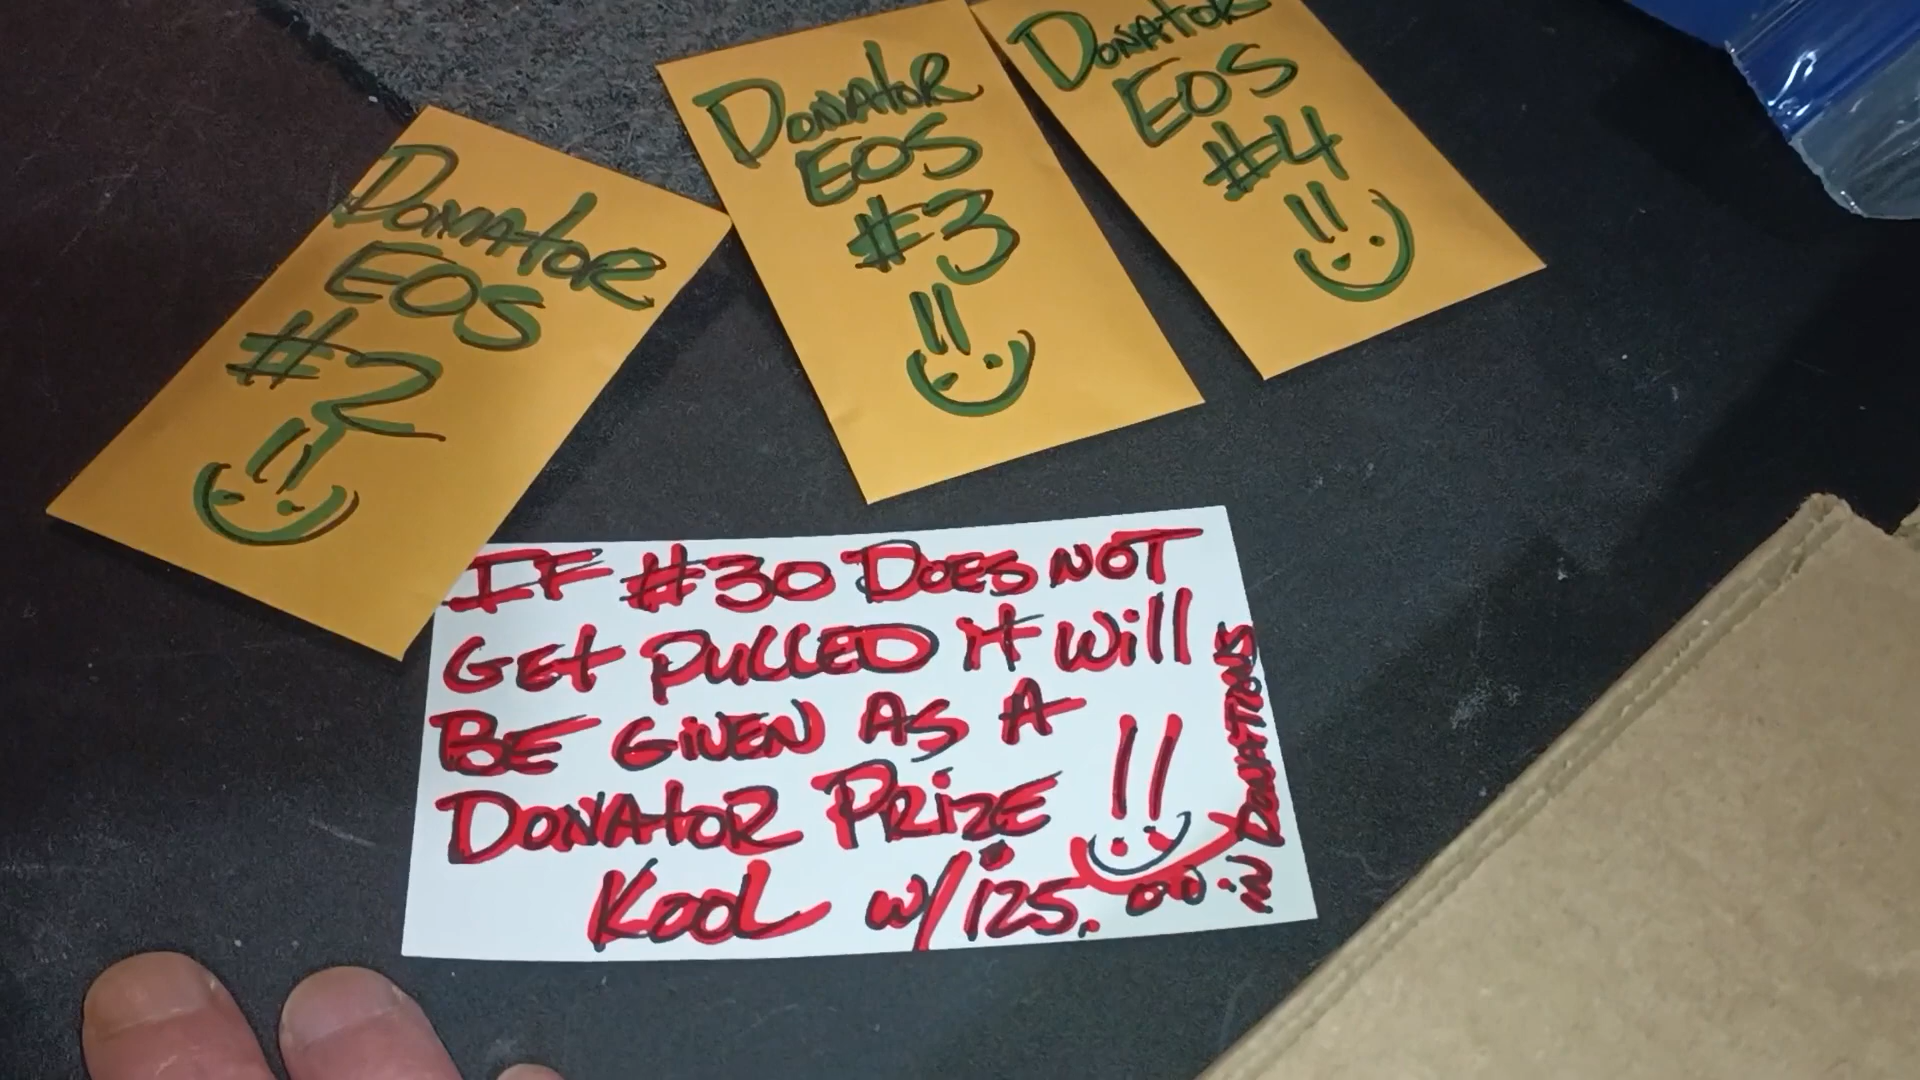 Donator
EOS
#2
!!
Donator
EOS
#3
!!
Donator
EOS
#4
!!
IF #30 DOES NOT
GEt PULLED it will
BE GIVEN AS A
DONAtOR PRIZE !!
KOOL w/125.00 iN DONATIONS